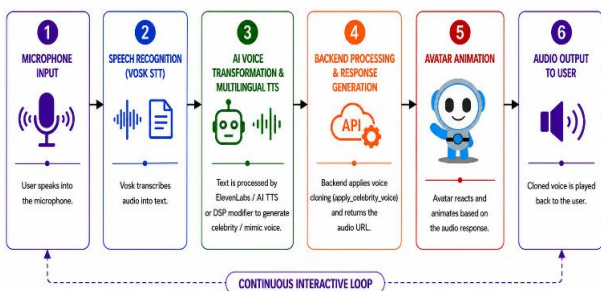 1
MICROPHONE
INPUT
User speaks into
the microphone.
2
SPEECH RECOGNITION
(VOSK STT)
Vosk transcribes
audio into text.
3
AI VOICE
TRANSFORMATION &
MULTILINGUAL TTS
Text is processed by
ElevenLabs / AI TTS
or DSP modifier to generate
celebrity / mimic voice.
4
BACKEND PROCESSING
& RESPONSE
GENERATION
API
Backend applies voice
cloning (apply_celebrity_voice)
and returns the
audio URL.
5
AVATAR ANIMATION
Avatar reacts and
animates based on
the audio response.
6
AUDIO OUTPUT
TO USER
Cloned voice is played
back to the user.
CONTINUOUS INTERACTIVE LOOP